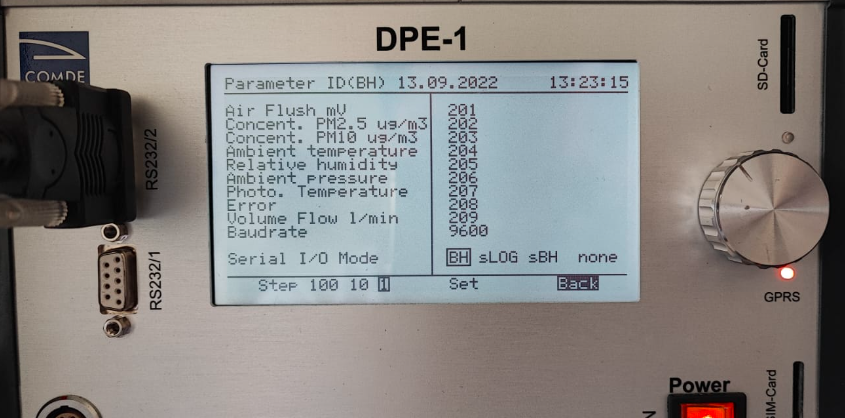 DPE-1
COMDE
SD-Card
Parameter ID(BH) 13.09.2022 13:23:15
Air Flush mV 201
Concent. PM2.5 ug/m3 202
Concent. PM10 ug/m3 203
Ambient temperature 204
Relative humidity 205
Ambient pressure 206
Photo. Temperature 207
Error 208
Volume Flow l/min 209
Baudrate 9600
Serial I/O Mode BH sLOG sBH none
Step 100 10 1 Set Back
RS232/2
RS232/1
GPRS
Power